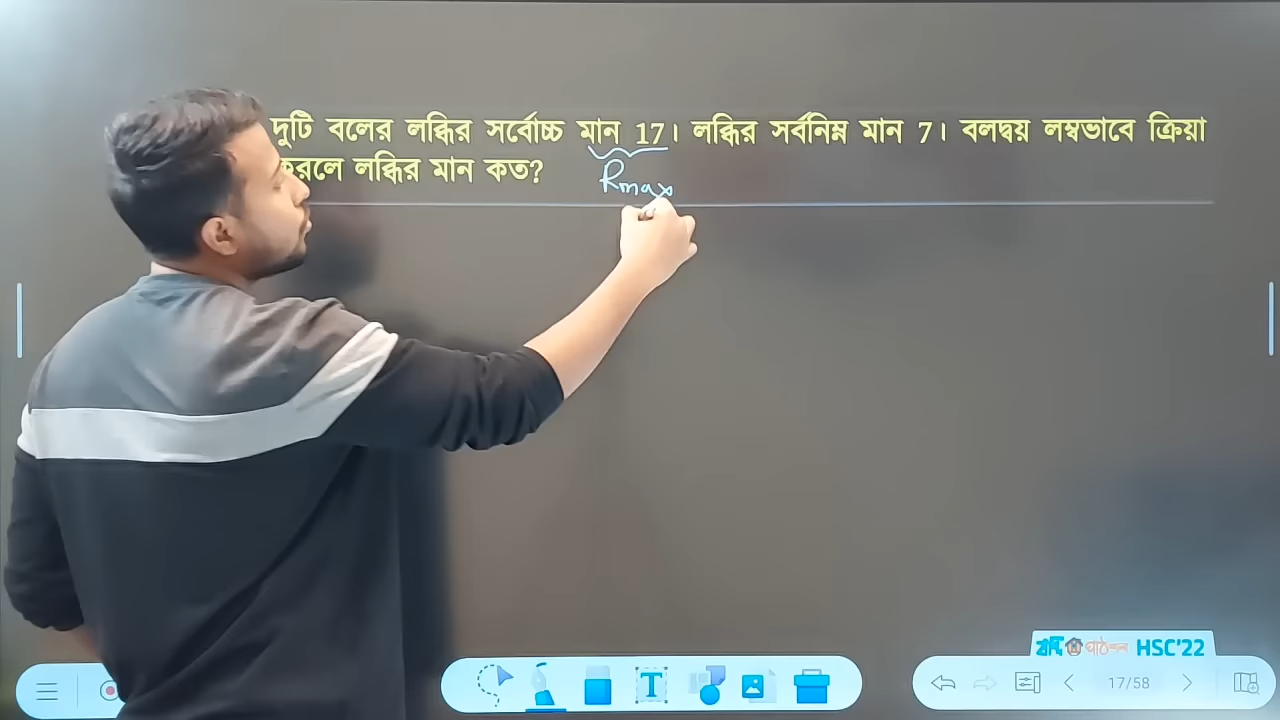 দুটি বলের লব্ধির সর্বোচ্চ মান 17। লব্ধির সর্বনিম্ন মান 7। বলদ্বয় লম্বভাবে ক্রিয়া
করলে লব্ধির মান কত?
Rmax
HSC'22
T
17/58